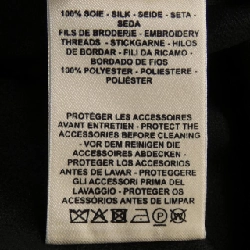 100% SOIE - SILK - SEIDE - SETA
SEDA
FILS DE BRODERIE - EMBROIDERY
THREADS - STICKGARNE - HILOS
DE BORDAR - FILI DA RICAMO -
BORDADO DE FIOS
100% POLYESTER - POLIESTERE -
POLIÉSTER
PROTÉGER LES ACCESSOIRES
AVANT ENTRETIEN - PROTECT THE
ACCESSORIES BEFORE CLEANING
- VOR DEM REINIGEN DIE
ACCESSOIRES ABDECKEN -
PROTEGER LOS ACCESORIOS
ANTES DE LAVAR - PROTEGGERE
GLI ACCESSORI PRIMA DEL
LAVAGGIO - PROTEGER OS
ACESSÓRIOS ANTES DE LIMPAR
P